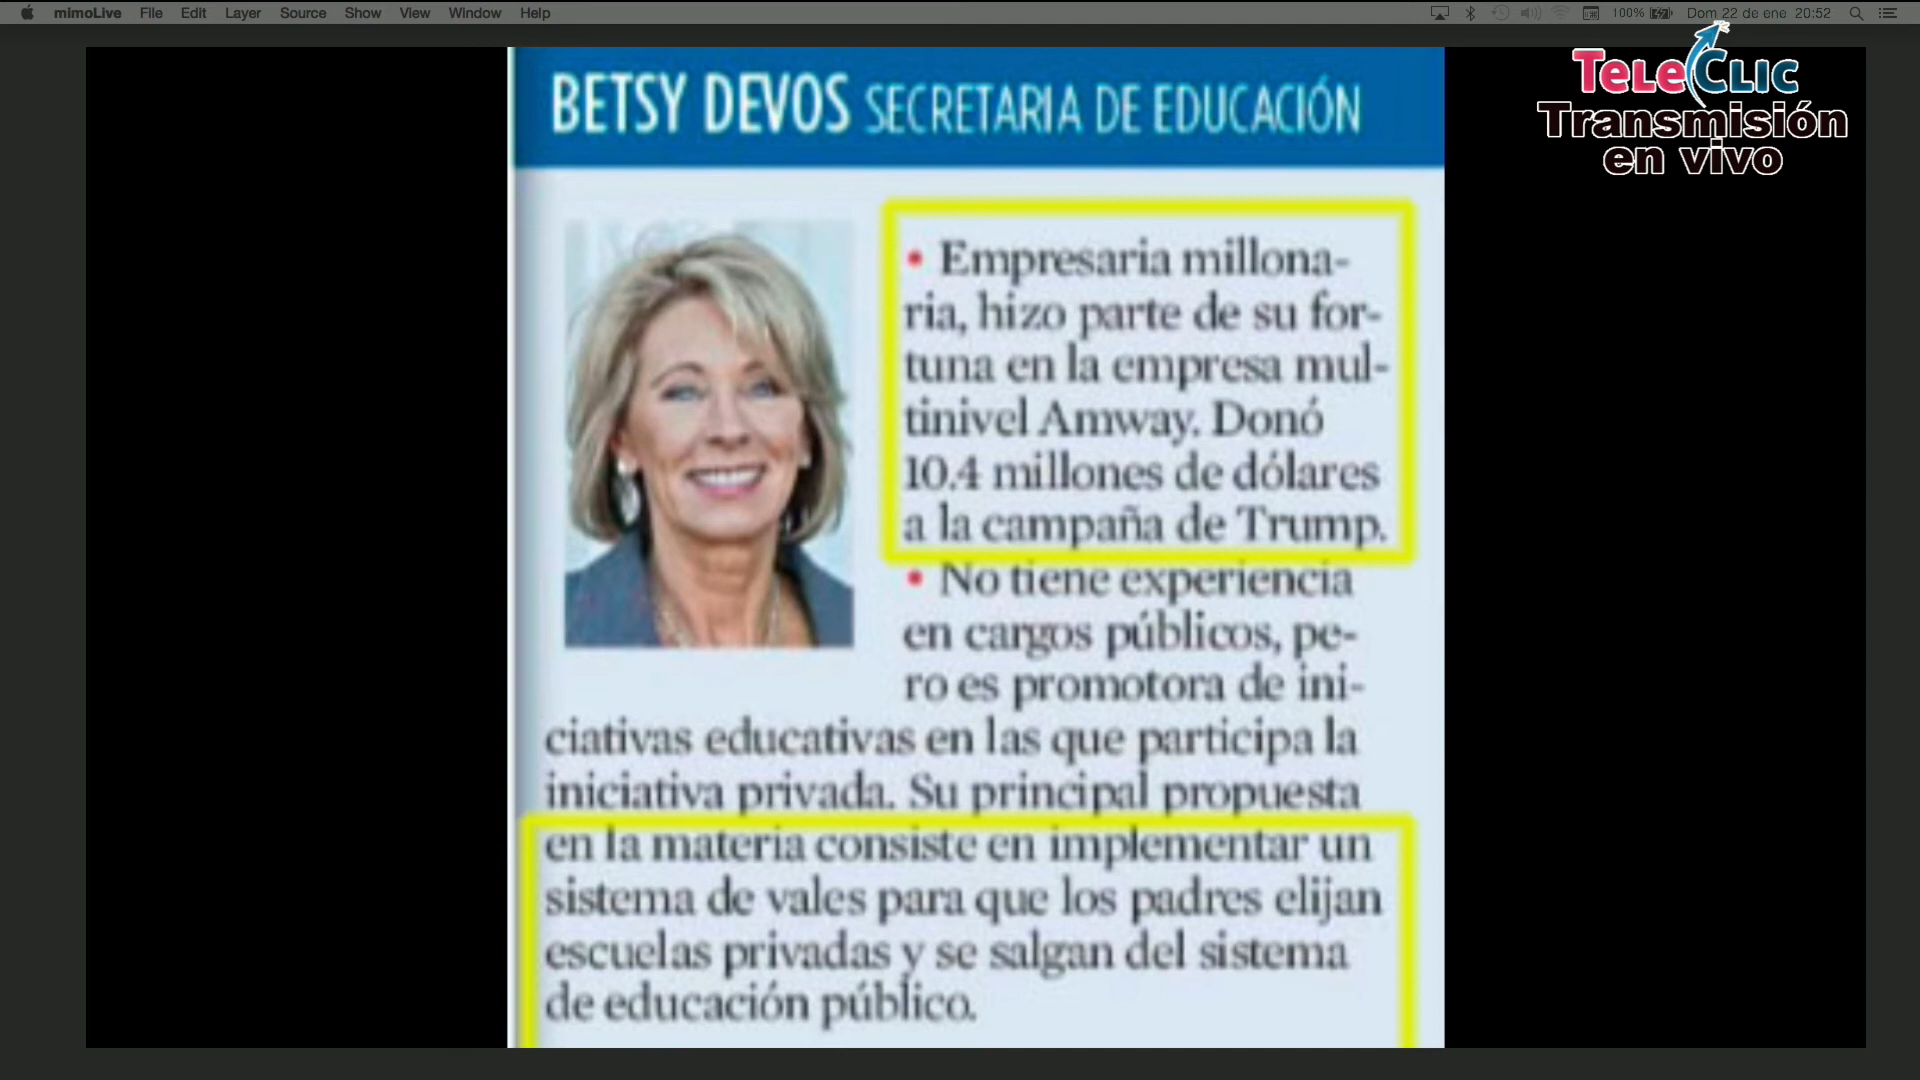 mimoLive File Edit Layer Source Show View Window Help 100% Dom 22 de ene 20:52
TELECLIC
Transmisión
en vivo
BETSY DEVOS SECRETARIA DE EDUCACIÓN
• Empresaria millona-
ria, hizo parte de su for-
tuna en la empresa mul-
tinivel Amway. Donó
10.4 millones de dólares
a la campaña de Trump.
• No tiene experiencia
en cargos públicos, pe-
ro es promotora de ini-
ciativas educativas en las que participa la
iniciativa privada. Su principal propuesta
en la materia consiste en implementar un
sistema de vales para que los padres elijan
escuelas privadas y se salgan del sistema
de educación público.